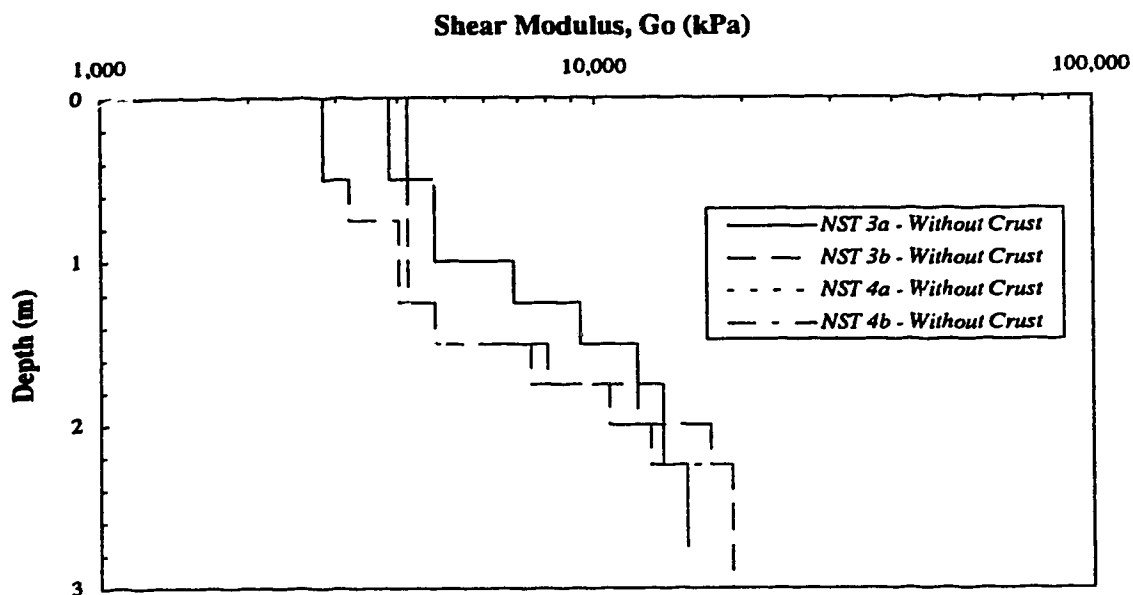 Shear Modulus, Go (kPa)
1,000 10,000 100,000
0
1
2
3
Depth (m)
NST 3a - Without Crust
NST 3b - Without Crust
NST 4a - Without Crust
NST 4b - Without Crust